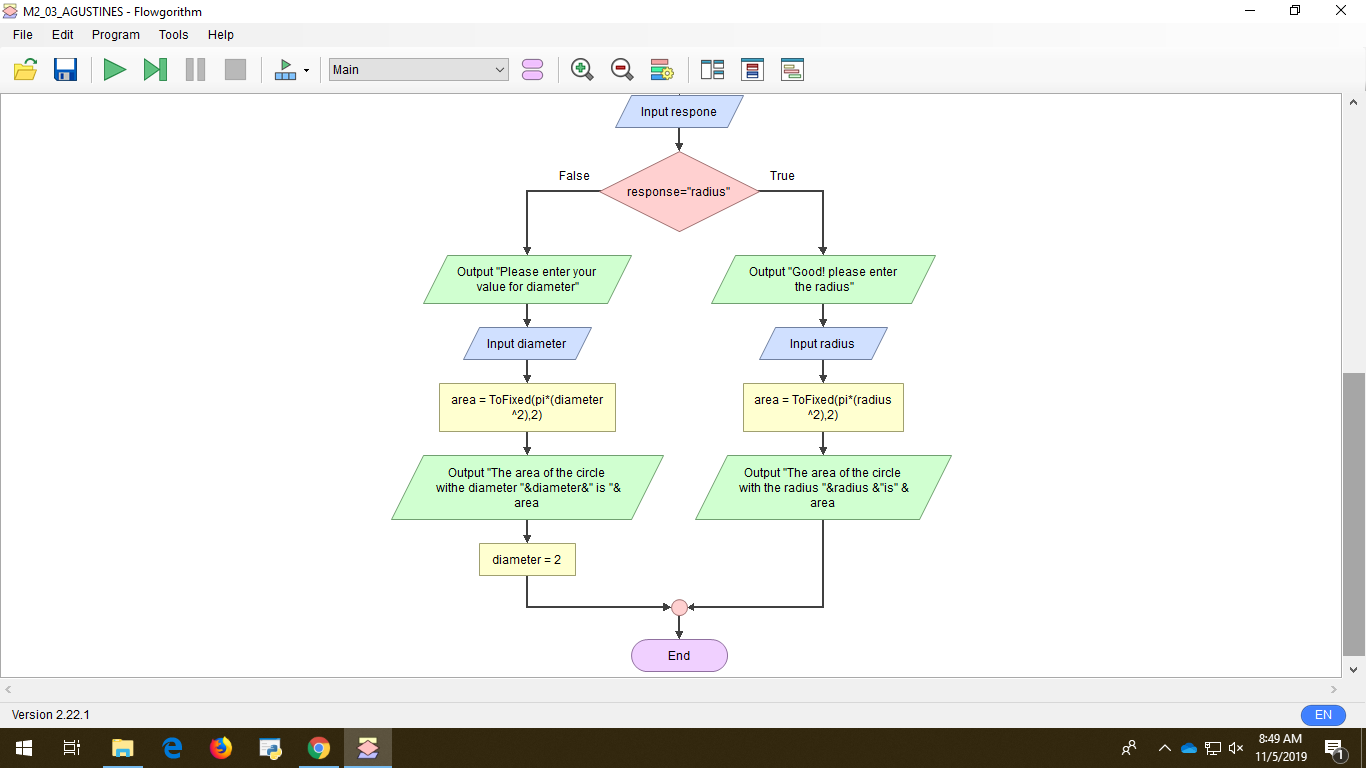 M2_03_AGUSTINES - Flowgorithm
File Edit Program Tools Help
Main
Input respone
False
True
response="radius"
Output "Please enter your
value for diameter"
Output "Good! please enter
the radius"
Input diameter
Input radius
area = ToFixed(pi*(diameter
^2),2)
area = ToFixed(pi*(radius
^2),2)
Output "The area of the circle
withe diameter "&diameter&" is "&
area
Output "The area of the circle
with the radius "&radius &"is" &
area
diameter = 2
End
Version 2.22.1
EN
8:49 AM
11/5/2019
1